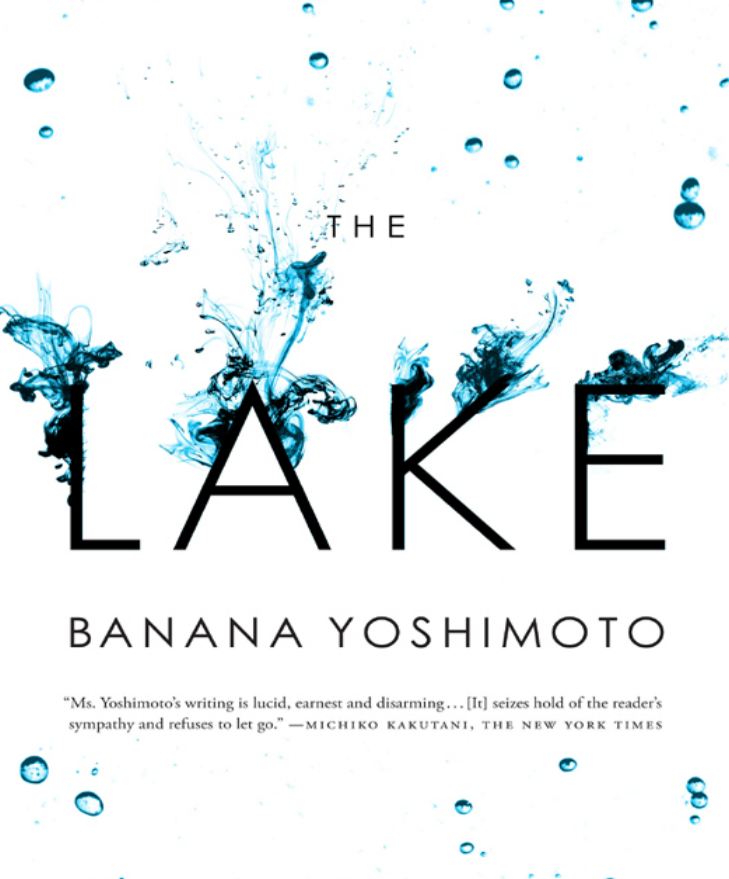 THE
LAKE
BANANA YOSHIMOTO
“Ms. Yoshimoto’s writing is lucid, earnest and disarming... [It] seizes hold of the reader’s
sympathy and refuses to let go.” —MICHIKO KAKUTANI, THE NEW YORK TIMES